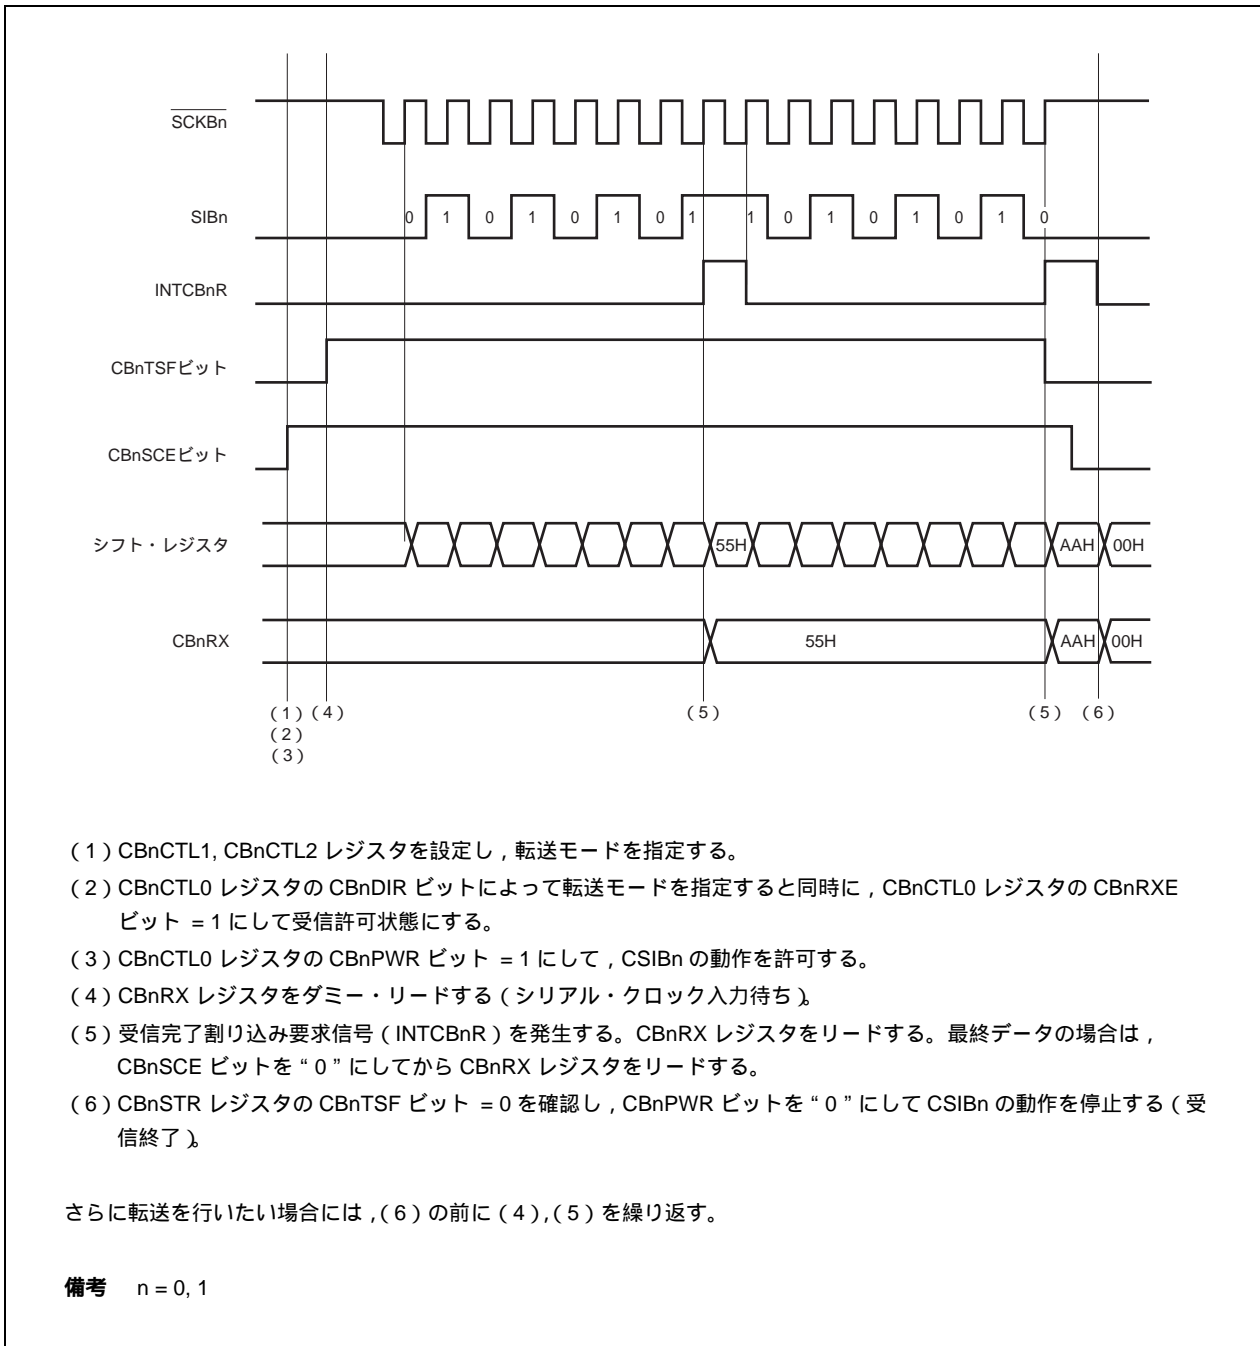 SCKBn
SIBn
0 1 0 1 0 1 0 1 1 0 1 0 1 0 1 0
INTCBnR
CBnTSFビット
CBnSCEビット
シフト・レジスタ
55H
AAH
00H
CBnRX
55H
AAH
00H
(1) (4) (5) (5) (6)
(2)
(3)
(1) CBnCTL1, CBnCTL2 レジスタを設定し，転送モードを指定する。
(2) CBnCTL0 レジスタの CBnDIR ビットによって転送モードを指定すると同時に，CBnCTL0 レジスタの CBnRXE
ビット = 1 にして受信許可状態にする。
(3) CBnCTL0 レジスタの CBnPWR ビット = 1 にして，CSIBn の動作を許可する。
(4) CBnRX レジスタをダミー・リードする（シリアル・クロック入力待ち）。
(5) 受信完了割り込み要求信号（INTCBnR）を発生する。CBnRX レジスタをリードする。最終データの場合は，
CBnSCE ビットを“0”にしてから CBnRX レジスタをリードする。
(6) CBnSTR レジスタの CBnTSF ビット = 0 を確認し，CBnPWR ビットを“0”にして CSIBn の動作を停止する（受
信終了）。
さらに転送を行いたい場合には，(6) の前に (4), (5) を繰り返す。
備考 n = 0, 1